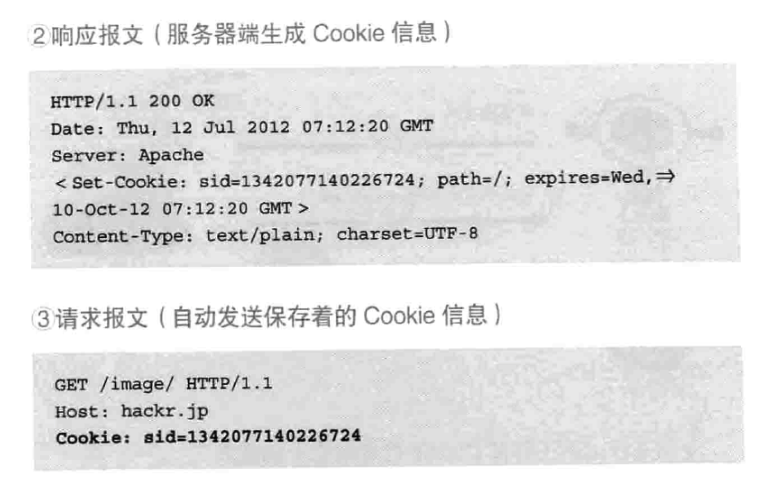 ②响应报文（服务器端生成 Cookie 信息）
HTTP/1.1 200 OK
Date: Thu, 12 Jul 2012 07:12:20 GMT
Server: Apache
＜Set-Cookie: sid=1342077140226724; path=/; expires=Wed,⇒
10-Oct-12 07:12:20 GMT＞
Content-Type: text/plain; charset=UTF-8
③请求报文（自动发送保存着的 Cookie 信息）
GET /image/ HTTP/1.1
Host: hackr.jp
Cookie: sid=1342077140226724